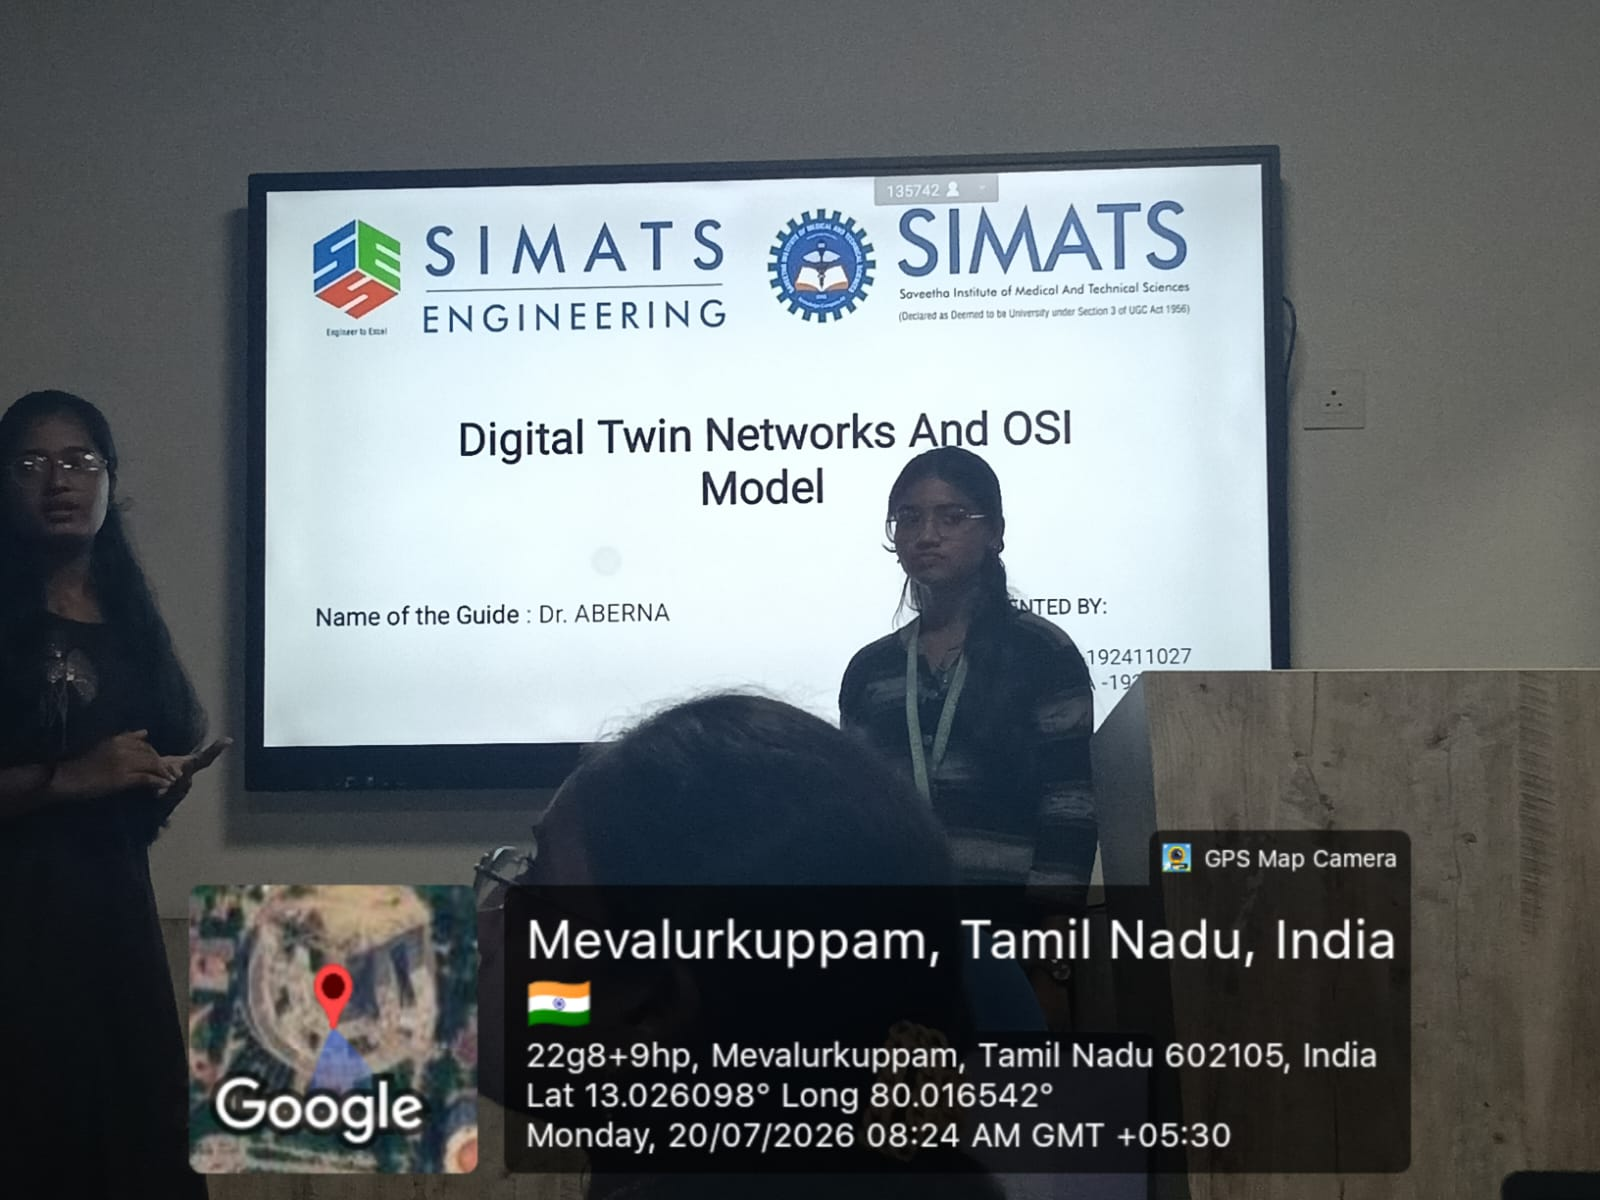 135742
SIMATS
ENGINEERING
Engineer to Excel
SIMATS
Saveetha Institute of Medical And Technical Sciences
(Declared as Deemed to be University under Section 3 of UGC Act 1956)
Digital Twin Networks And OSI
Model
Name of the Guide : Dr. ABERNA
NTED BY:
192411027
-19
GPS Map Camera
Mevalurkuppam, Tamil Nadu, India
22g8+9hp, Mevalurkuppam, Tamil Nadu 602105, India
Lat 13.026098° Long 80.016542°
Monday, 20/07/2026 08:24 AM GMT +05:30
Google